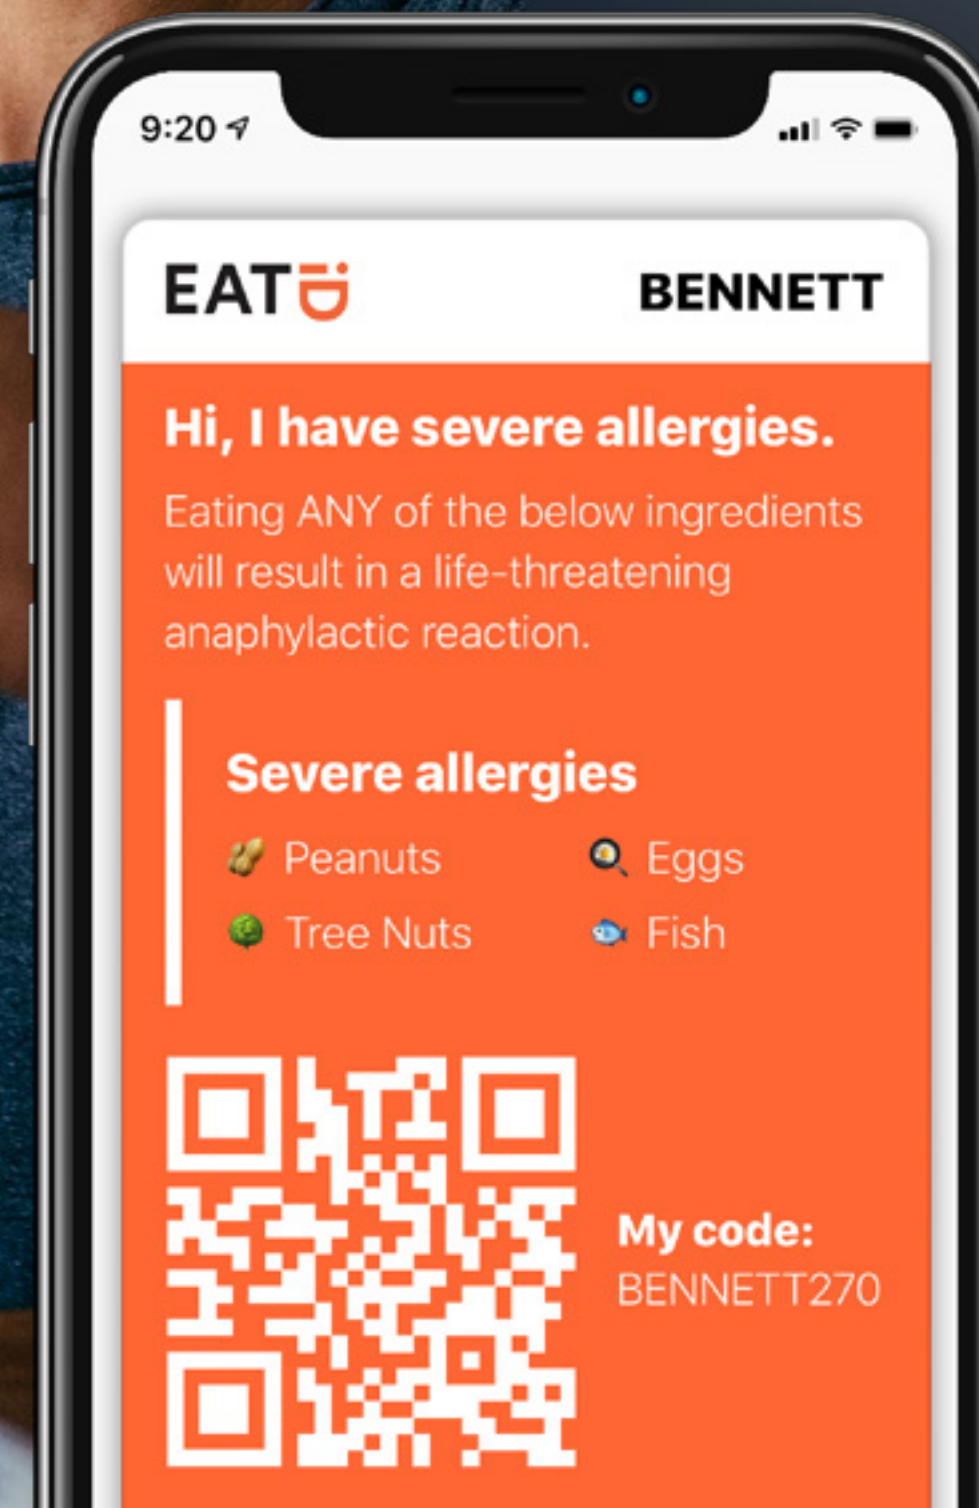 9:20
EATiD
BENNETT
Hi, I have severe allergies.
Eating ANY of the below ingredients
will result in a life-threatening
anaphylactic reaction.
Severe allergies
Peanuts
Eggs
Tree Nuts
Fish
My code:
BENNETT270